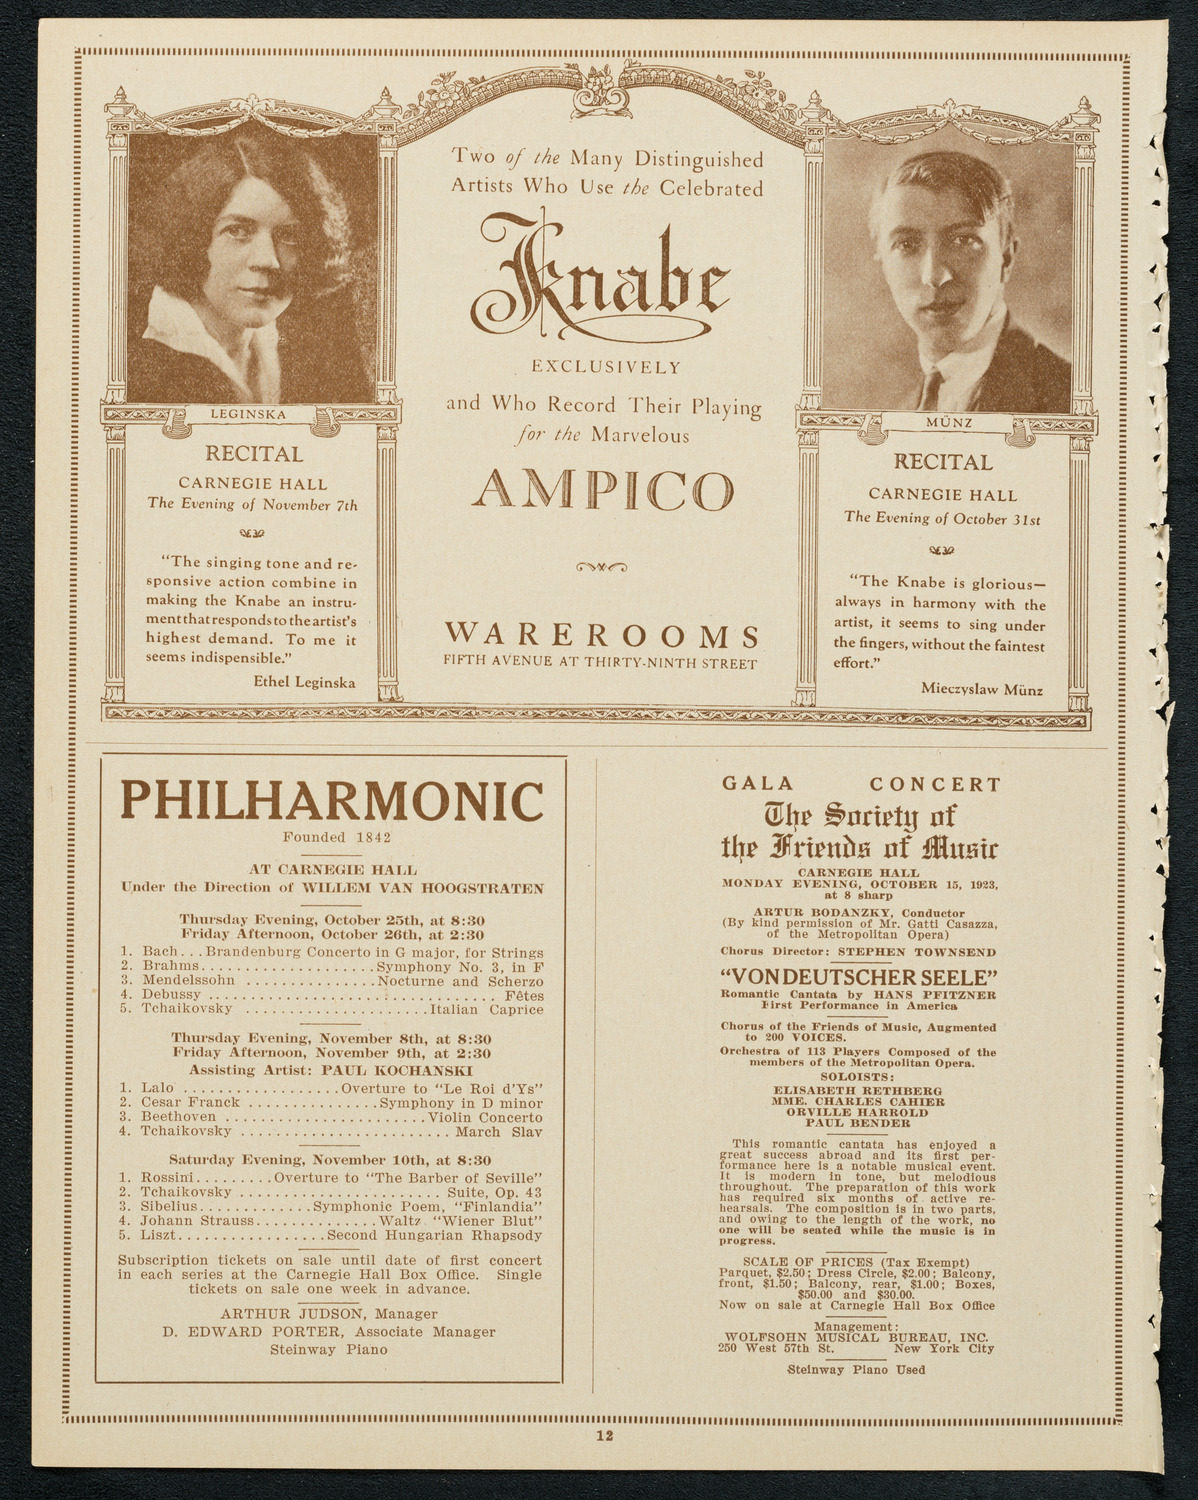 Two of the Many Distinguished
Artists Who Use the Celebrated
Knabe
EXCLUSIVELY
and Who Record Their Playing
for the Marvelous
AMPICO
WAREROOMS
FIFTH AVENUE AT THIRTY-NINTH STREET
LEGINSKA
RECITAL
CARNEGIE HALL
The Evening of November 7th
“The singing tone and re-
sponsive action combine in
making the Knabe an instru-
ment that responds to the artist’s
highest demand. To me it
seems indispensible.”
Ethel Leginska
MÜNZ
RECITAL
CARNEGIE HALL
The Evening of October 31st
“The Knabe is glorious—
always in harmony with the
artist, it seems to sing under
the fingers, without the faintest
effort.”
Mieczyslaw Münz
PHILHARMONIC
Founded 1842
AT CARNEGIE HALL
Under the Direction of WILLEM VAN HOOGSTRATEN
Thursday Evening, October 25th, at 8:30
Friday Afternoon, October 26th, at 2:30
1. Bach...Brandenburg Concerto in G major, for Strings
2. Brahms....................Symphony No. 3, in F
3. Mendelssohn ...............Nocturne and Scherzo
4. Debussy .................................. Fêtes
5. Tchaikovsky .....................Italian Caprice
Thursday Evening, November 8th, at 8:30
Friday Afternoon, November 9th, at 2:30
Assisting Artist: PAUL KOCHANSKI
1. Lalo ..................Overture to “Le Roi d’Ys”
2. Cesar Franck ...............Symphony in D minor
3. Beethoven .......................Violin Concerto
4. Tchaikovsky ........................ March Slav
Saturday Evening, November 10th, at 8:30
1. Rossini.........Overture to “The Barber of Seville”
2. Tchaikovsky ....................... Suite, Op. 43
3. Sibelius.............Symphonic Poem, “Finlandia”
4. Johann Strauss..............Waltz “Wiener Blut”
5. Liszt.................Second Hungarian Rhapsody
Subscription tickets on sale until date of first concert
in each series at the Carnegie Hall Box Office. Single
tickets on sale one week in advance.
ARTHUR JUDSON, Manager
D. EDWARD PORTER, Associate Manager
Steinway Piano
GALA CONCERT
The Society of
the Friends of Music
CARNEGIE HALL
MONDAY EVENING, OCTOBER 15, 1923,
at 8 sharp
ARTUR BODANZKY, Conductor
(By kind permission of Mr. Gatti Casazza,
of the Metropolitan Opera)
Chorus Director: STEPHEN TOWNSEND
“VON DEUTSCHER SEELE”
Romantic Cantata by HANS PFITZNER
First Performance in America
Chorus of the Friends of Music, Augmented
to 200 VOICES.
Orchestra of 113 Players Composed of the
members of the Metropolitan Opera.
SOLOISTS:
ELISABETH RETHBERG
MME. CHARLES CAHIER
ORVILLE HARROLD
PAUL BENDER
This romantic cantata has enjoyed a
great success abroad and its first per-
formance here is a notable musical event.
It is modern in tone, but melodious
throughout. The preparation of this work
has required six months of active re-
hearsals. The composition is in two parts,
and owing to the length of the work, no
one will be seated while the music is in
progress.
SCALE OF PRICES (Tax Exempt)
Parquet, $2.50; Dress Circle, $2.00; Balcony,
front, $1.50; Balcony, rear, $1.00; Boxes,
$50.00 and $30.00.
Now on sale at Carnegie Hall Box Office
Management:
WOLFSOHN MUSICAL BUREAU, INC.
250 West 57th St. New York City
Steinway Piano Used
12